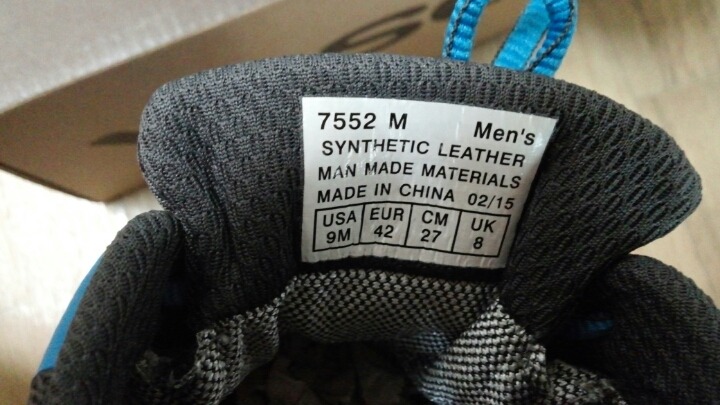 7552 M Men's
SYNTHETIC LEATHER
MAN MADE MATERIALS
MADE IN CHINA 02/15
USA EUR CM UK
9M 42 27 8